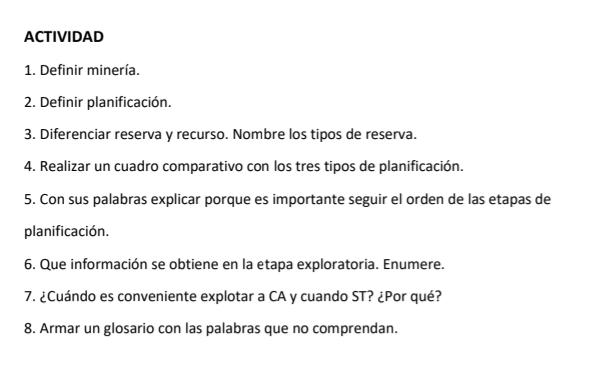 ACTIVIDAD
1. Definir minería.
2. Definir planificación.
3. Diferenciar reserva y recurso. Nombre los tipos de reserva.
4. Realizar un cuadro comparativo con los tres tipos de planificación.
5. Con sus palabras explicar porque es importante seguir el orden de las etapas de
planificación.
6. Que información se obtiene en la etapa exploratoria. Enumere.
7. ¿Cuándo es conveniente explotar a CA y cuando ST? ¿Por qué?
8. Armar un glosario con las palabras que no comprendan.